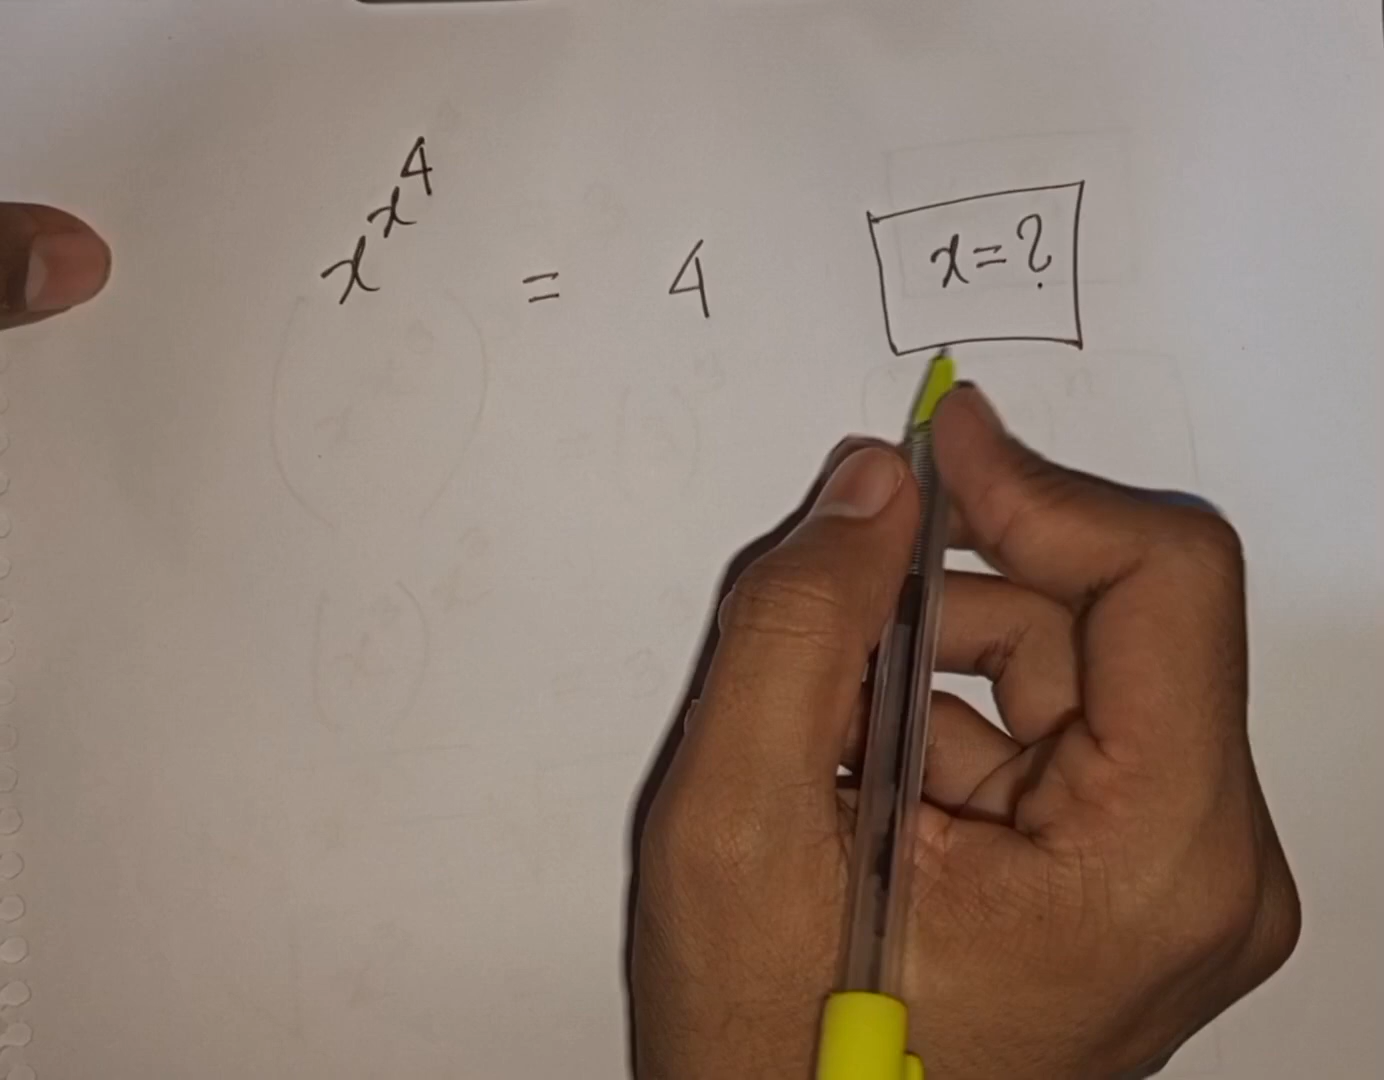 x^{x^4} = 4 x = ?